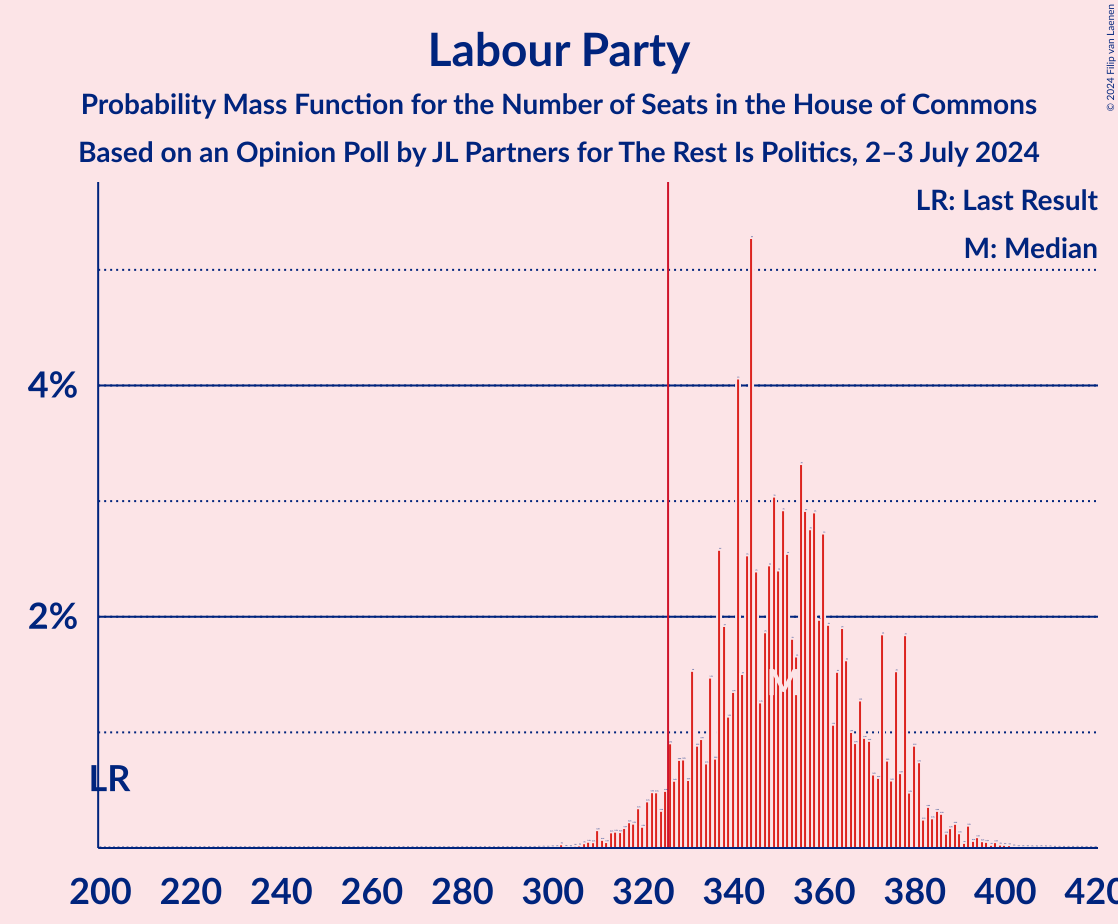 Labour Party
Probability Mass Function for the Number of Seats in the House of Commons
Based on an Opinion Poll by JL Partners for The Rest Is Politics, 2–3 July 2024
© 2024 Filip van Laenen
LR: Last Result
M: Median
4%
2%
M
LR
200 220 240 260 280 300 320 340 360 380 400 420